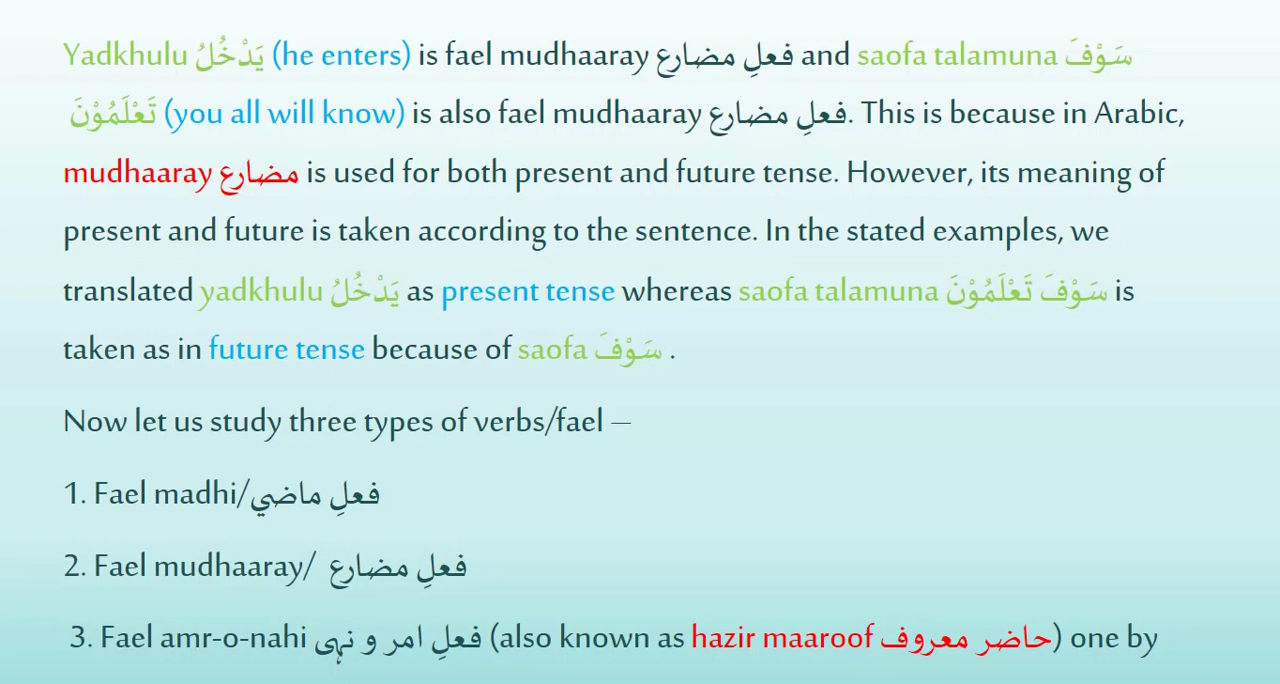 Yadkhulu يَدْخُلُ (he enters) is fael mudhaaray فعلِ مضارع and saofa talamuna سَوْفَ
تَعْلَمُوْنَ (you all will know) is also fael mudhaaray فعلِ مضارع. This is because in Arabic,
mudhaaray مضارع is used for both present and future tense. However, its meaning of
present and future is taken according to the sentence. In the stated examples, we
translated yadkhulu يَدْخُلُ as present tense whereas saofa talamuna سَوْفَ تَعْلَمُوْنَ is
taken as in future tense because of saofa سَوْفَ .
Now let us study three types of verbs/fael –
1. Fael madhi/فعلِ ماضي
2. Fael mudhaaray/ فعلِ مضارع
3. Fael amr-o-nahi فعلِ امر و نہی (also known as hazir maaroof حاضر معروف) one by